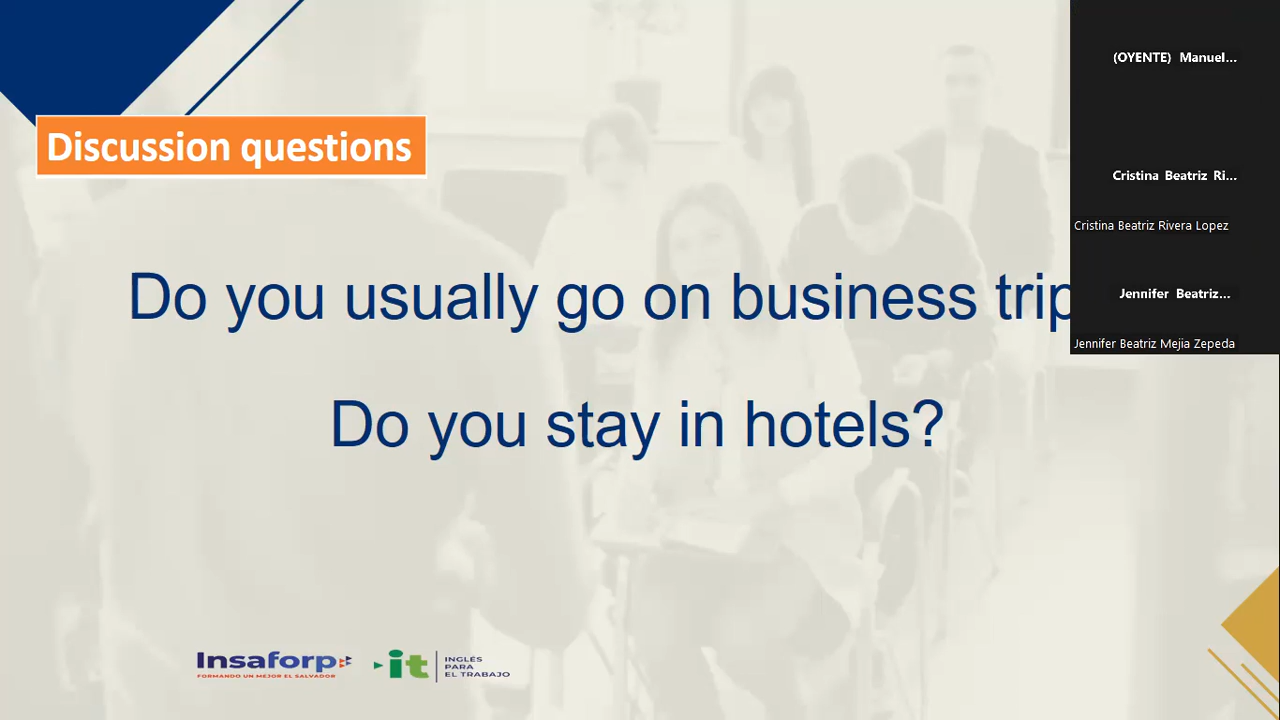 (OYENTE) Manuel...
Discussion questions
Cristina Beatriz Ri...
Cristina Beatriz Rivera Lopez
Do you usually go on business trip
Jennifer Beatriz...
Jennifer Beatriz Mejia Zepeda
Do you stay in hotels?
Insaforp
FORMANDO UN MEJOR EL SALVADOR
it
INGLÉS
PARA
EL TRABAJO